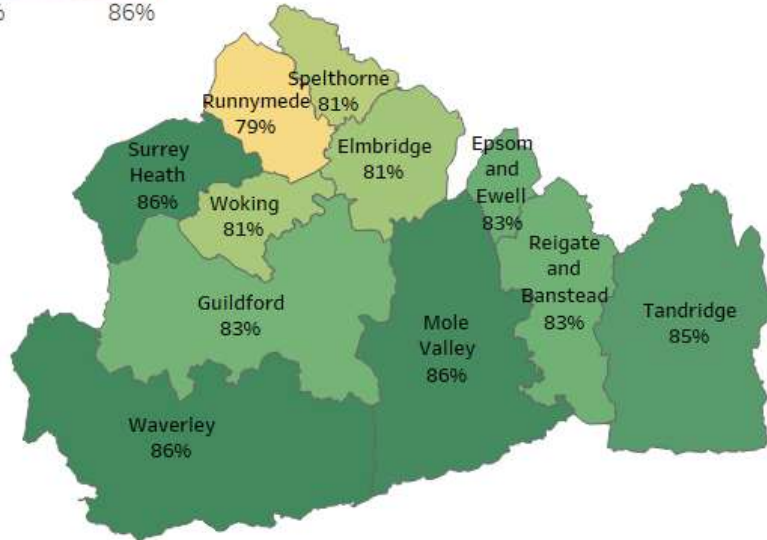 %
86%
Spelthorne
81%
Runnymede
79%
Elmbridge
81%
Epsom
and
Ewell
83%
Surrey
Heath
86%
Woking
81%
Reigate
and
Banstead
83%
Guildford
83%
Mole
Valley
86%
Tandridge
85%
Waverley
86%